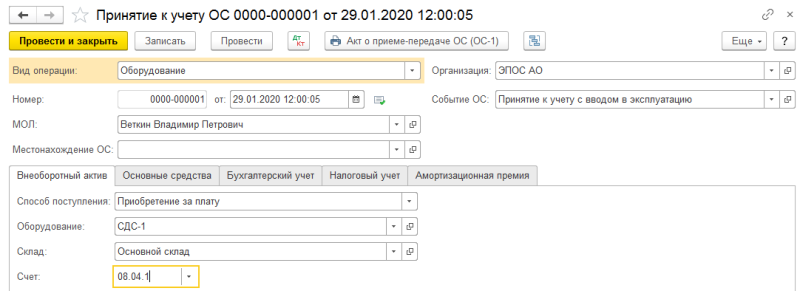 Принятие к учету ОС 0000-000001 от 29.01.2020 12:00:05
Провести и закрыть Записать Провести Дт Кт Акт о приеме-передаче ОС (ОС-1) Еще ?
Вид операции: Оборудование Организация: ЭПОС АО
Номер: 0000-000001 от: 29.01.2020 12:00:05 Событие ОС: Принятие к учету с вводом в эксплуатацию
МОЛ: Веткин Владимир Петрович
Местонахождение ОС:
Внеоборотный актив Основные средства Бухгалтерский учет Налоговый учет Амортизационная премия
Способ поступления: Приобретение за плату
Оборудование: СДС-1
Склад: Основной склад
Счет: 08.04.1